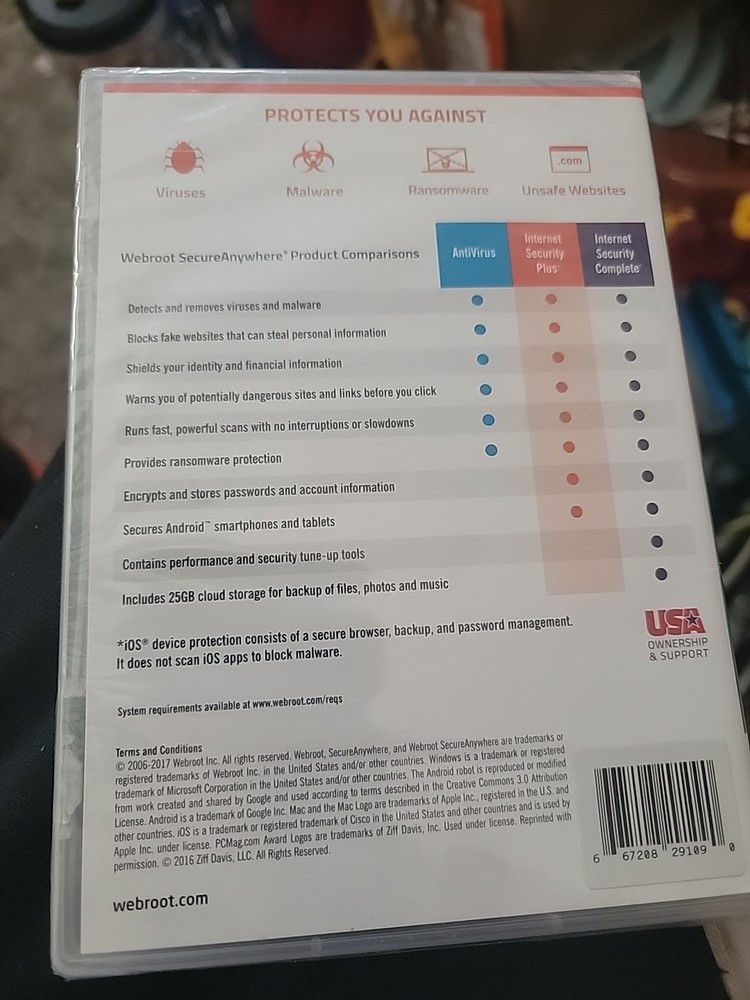 PROTECTS YOU AGAINST
Viruses
Malware
Ransomware
.com
Unsafe Websites
Webroot SecureAnywhere® Product Comparisons
AntiVirus
Internet Security Plus
Internet Security Complete
Detects and removes viruses and malware
Blocks fake websites that can steal personal information
Shields your identity and financial information
Warns you of potentially dangerous sites and links before you click
Runs fast, powerful scans with no interruptions or slowdowns
Provides ransomware protection
Encrypts and stores passwords and account information
Secures Android™ smartphones and tablets
Contains performance and security tune-up tools
Includes 25GB cloud storage for backup of files, photos and music
*iOS® device protection consists of a secure browser, backup, and password management.
It does not scan iOS apps to block malware.
USA
OWNERSHIP
& SUPPORT
System requirements available at www.webroot.com/reqs
Terms and Conditions
© 2006-2017 Webroot Inc. All rights reserved. Webroot, SecureAnywhere, and Webroot SecureAnywhere are trademarks or
registered trademarks of Webroot Inc. in the United States and/or other countries. Windows is a trademark or registered
trademark of Microsoft Corporation in the United States and/or other countries. The Android robot is reproduced or modified
from work created and shared by Google and used according to terms described in the Creative Commons 3.0 Attribution
License. Android is a trademark of Google Inc. Mac and the Mac Logo are trademarks of Apple Inc., registered in the U.S. and
other countries. iOS is a trademark or registered trademark of Cisco in the United States and other countries and is used by
Apple Inc. under license. PCMag.com Award Logos are trademarks of Ziff Davis, Inc. Used under license. Reprinted with
permission. © 2016 Ziff Davis, LLC. All Rights Reserved.
6 67208 29109 0
webroot.com